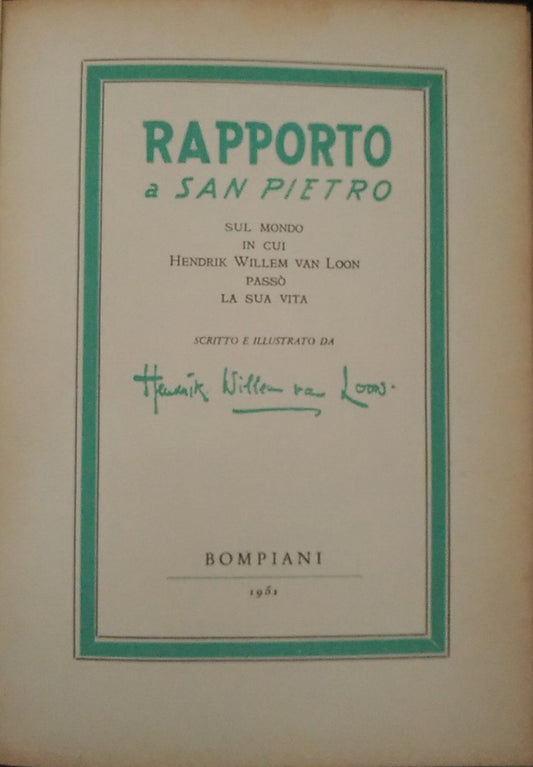 RAPPORTO
a SAN PIETRO
SUL MONDO
IN CUI
HENDRIK WILLEM VAN LOON
PASSÒ
LA SUA VITA
SCRITTO E ILLUSTRATO DA
Hendrik Willem van Loon.
BOMPIANI
1951